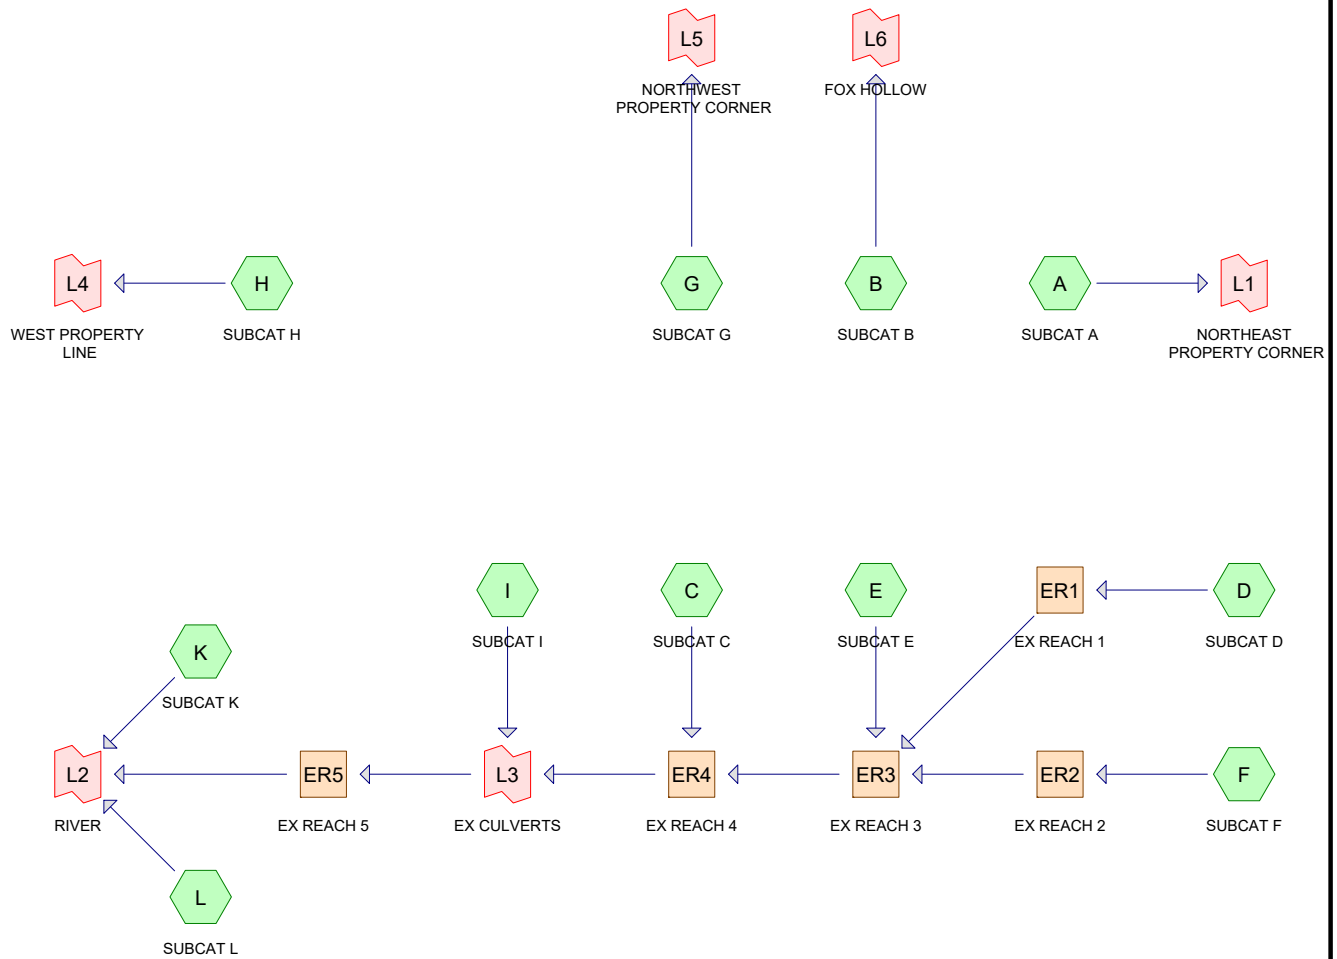 L5
L6
NORTHWEST
PROPERTY CORNER
FOX HOLLOW
L4
H
G
B
A
L1
WEST PROPERTY
LINE
SUBCAT H
SUBCAT G
SUBCAT B
SUBCAT A
NORTHEAST
PROPERTY CORNER
I
C
E
ER1
D
SUBCAT I
SUBCAT C
SUBCAT E
EX REACH 1
SUBCAT D
K
SUBCAT K
L2
ER5
L3
ER4
ER3
ER2
F
RIVER
EX REACH 5
EX CULVERTS
EX REACH 4
EX REACH 3
EX REACH 2
SUBCAT F
L
SUBCAT L